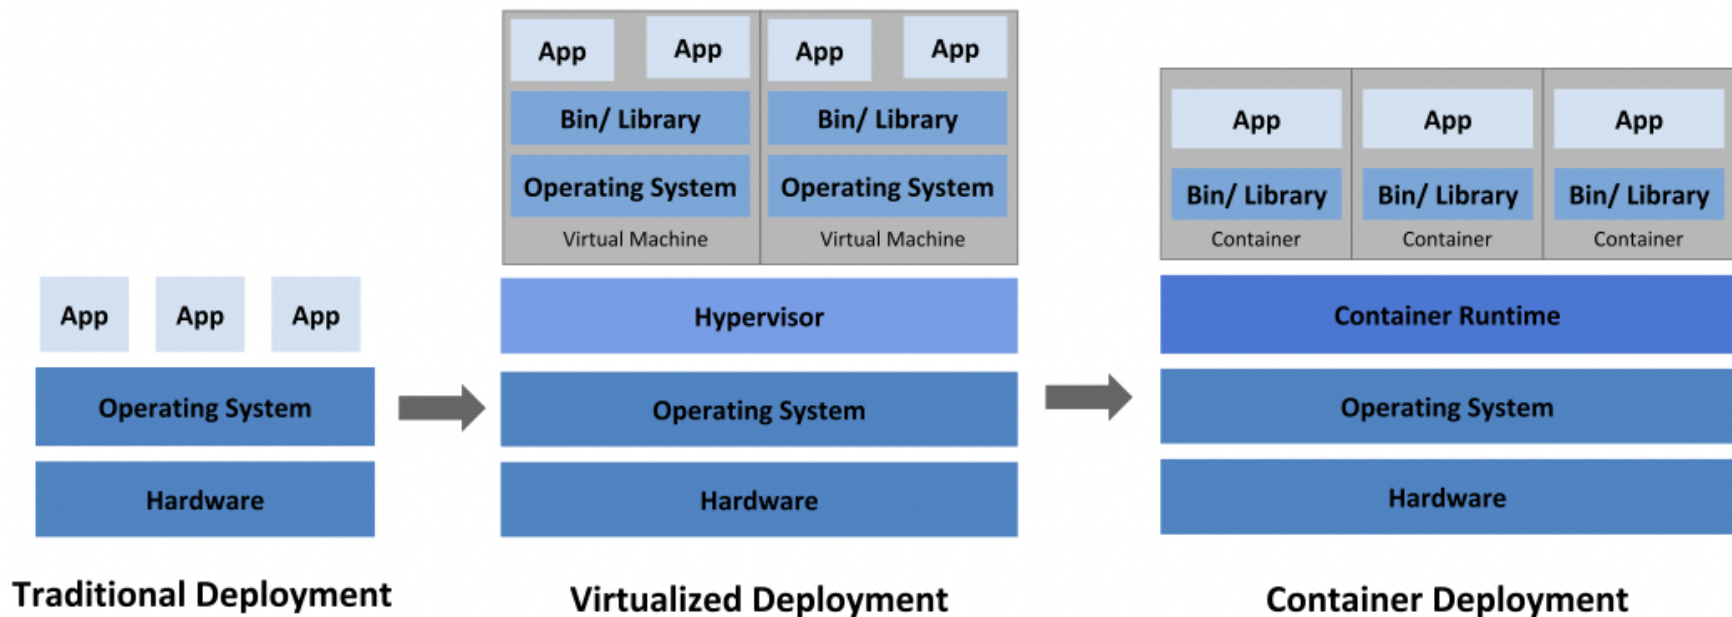 App
App
App
Operating System
Hardware
Traditional Deployment
App
App
App
App
Bin/ Library
Bin/ Library
Operating System
Operating System
Virtual Machine
Virtual Machine
Hypervisor
Operating System
Hardware
Virtualized Deployment
App
App
App
Bin/ Library
Bin/ Library
Bin/ Library
Container
Container
Container
Container Runtime
Operating System
Hardware
Container Deployment